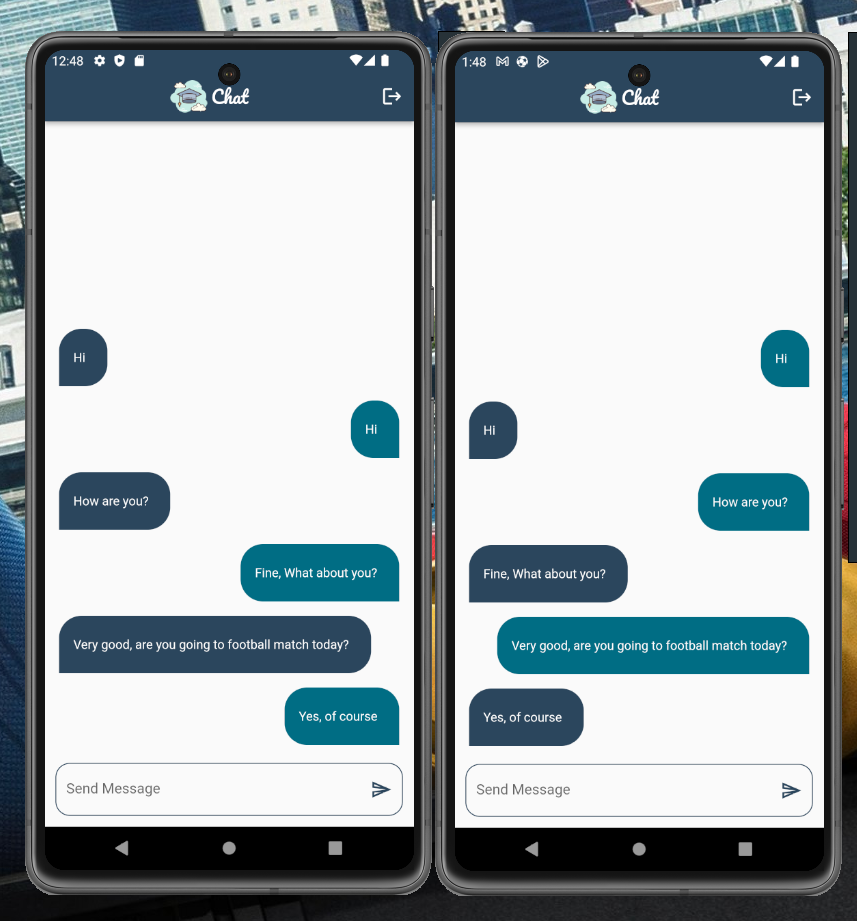 12:48
Chat
Hi
Hi
How are you?
Fine, What about you?
Very good, are you going to football match today?
Yes, of course
Send Message
1:48
Chat
Hi
Hi
How are you?
Fine, What about you?
Very good, are you going to football match today?
Yes, of course
Send Message